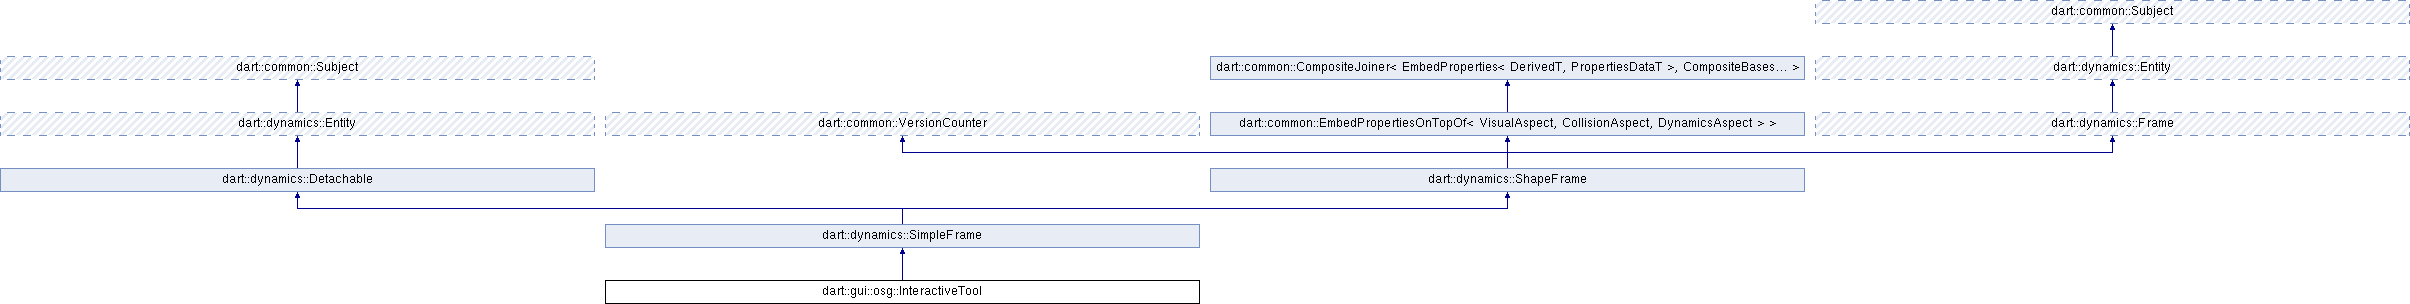 dart::common::Subject
dart::common::Subject
dart::common::CompositeJoiner< EmbedProperties< DerivedT, PropertiesDataT >, CompositeBases... >
dart::dynamics::Entity
dart::dynamics::Entity
dart::common::VersionCounter
dart::common::EmbedPropertiesOnTopOf< VisualAspect, CollisionAspect, DynamicsAspect > >
dart::dynamics::Frame
dart::dynamics::Detachable
dart::dynamics::ShapeFrame
dart::dynamics::SimpleFrame
dart::gui::osg::InteractiveTool